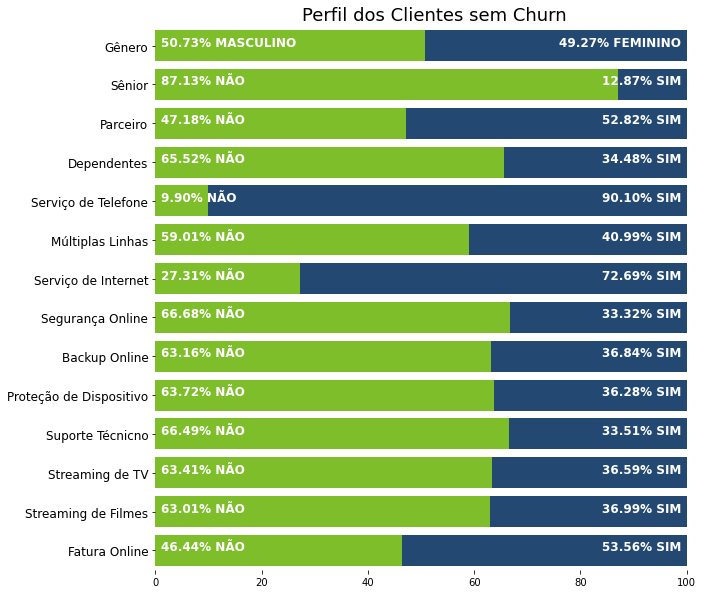 Perfil dos Clientes sem Churn
Gênero 50.73% MASCULINO 49.27% FEMININO
Sênior 87.13% NÃO 12.87% SIM
Parceiro 47.18% NÃO 52.82% SIM
Dependentes 65.52% NÃO 34.48% SIM
Serviço de Telefone 9.90% NÃO 90.10% SIM
Múltiplas Linhas 59.01% NÃO 40.99% SIM
Serviço de Internet 27.31% NÃO 72.69% SIM
Segurança Online 66.68% NÃO 33.32% SIM
Backup Online 63.16% NÃO 36.84% SIM
Proteção de Dispositivo 63.72% NÃO 36.28% SIM
Suporte Técnicno 66.49% NÃO 33.51% SIM
Streaming de TV 63.41% NÃO 36.59% SIM
Streaming de Filmes 63.01% NÃO 36.99% SIM
Fatura Online 46.44% NÃO 53.56% SIM
0 20 40 60 80 100